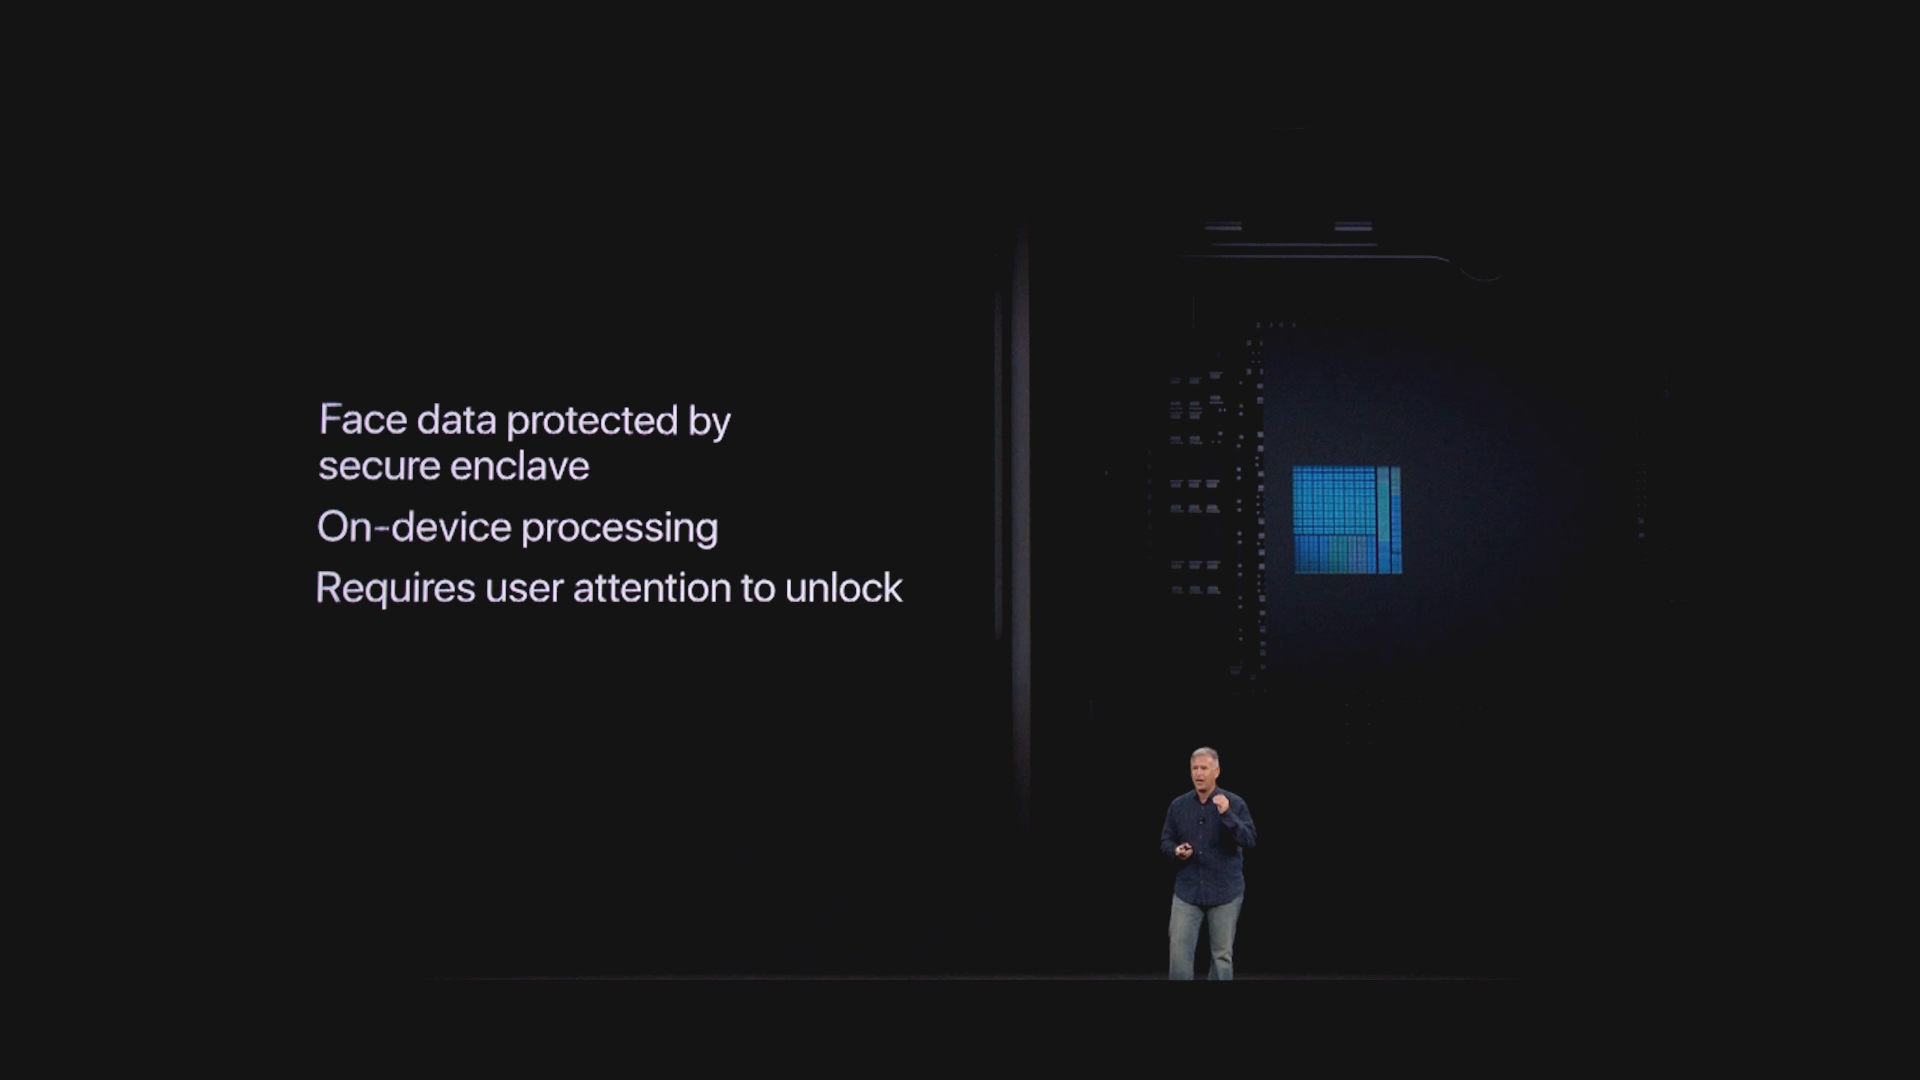 Face data protected by
secure enclave
On-device processing
Requires user attention to unlock